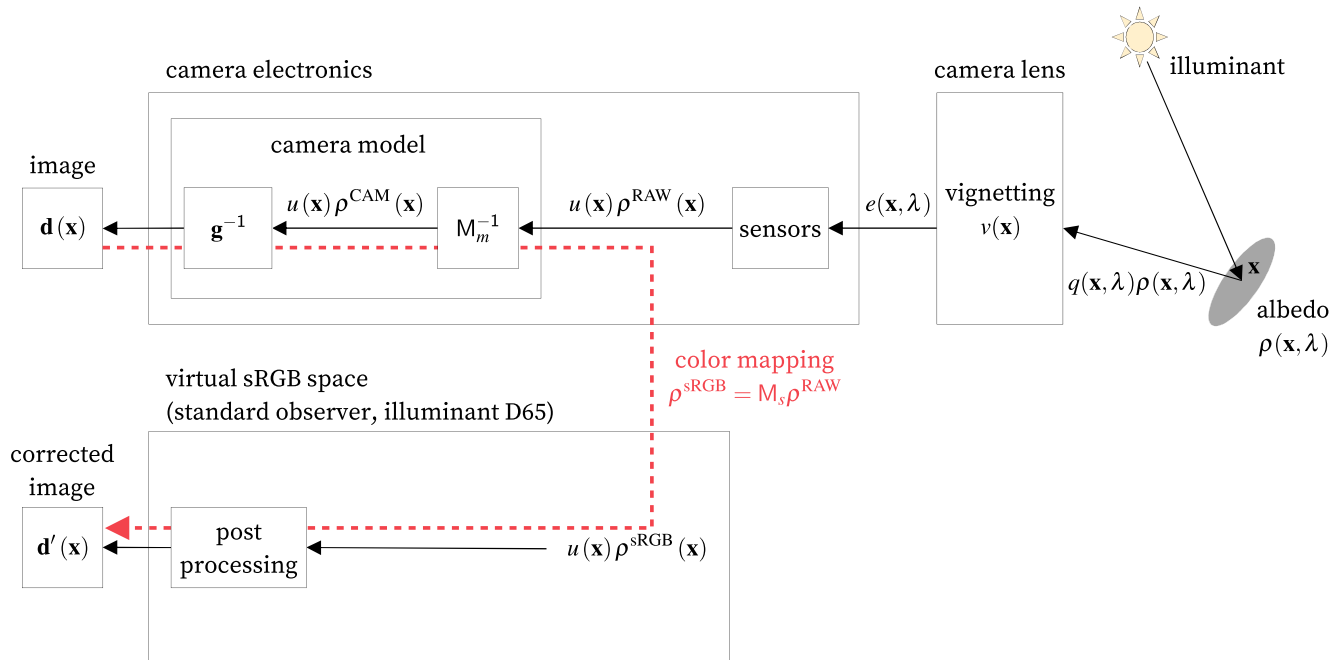 camera electronics
camera lens
illuminant
camera model
image
d(x)
g⁻¹
u(x) ρ^CAM(x)
M_m⁻¹
u(x) ρ^RAW(x)
sensors
e(x,λ)
vignetting
v(x)
q(x,λ)ρ(x,λ)
x
albedo
ρ(x,λ)
color mapping
ρ^sRGB = M_s ρ^RAW
virtual sRGB space
(standard observer, illuminant D65)
corrected
image
d′(x)
post
processing
u(x) ρ^sRGB(x)